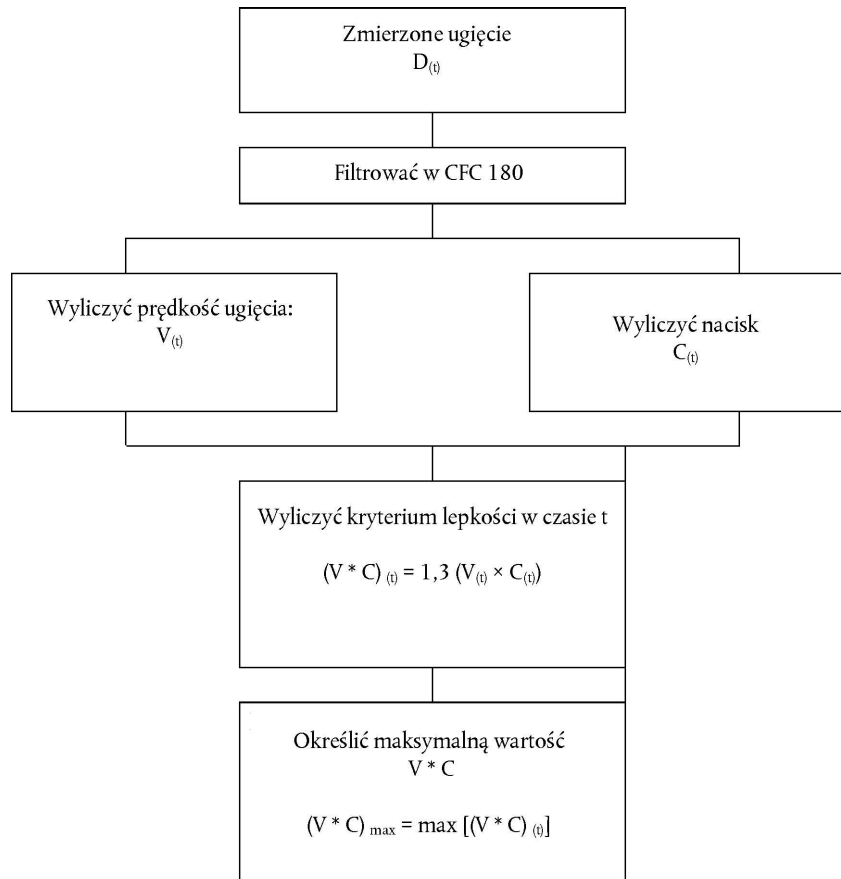 Zmierzone ugięcie
D(t)
Filtrować w CFC 180
Wyliczyć prędkość ugięcia:
V(t)
Wyliczyć nacisk
C(t)
Wyliczyć kryterium lepkości w czasie t
(V * C) (t) = 1,3 (V(t) × C(t))
Określić maksymalną wartość
V * C
(V * C) max = max [(V * C) (t)]